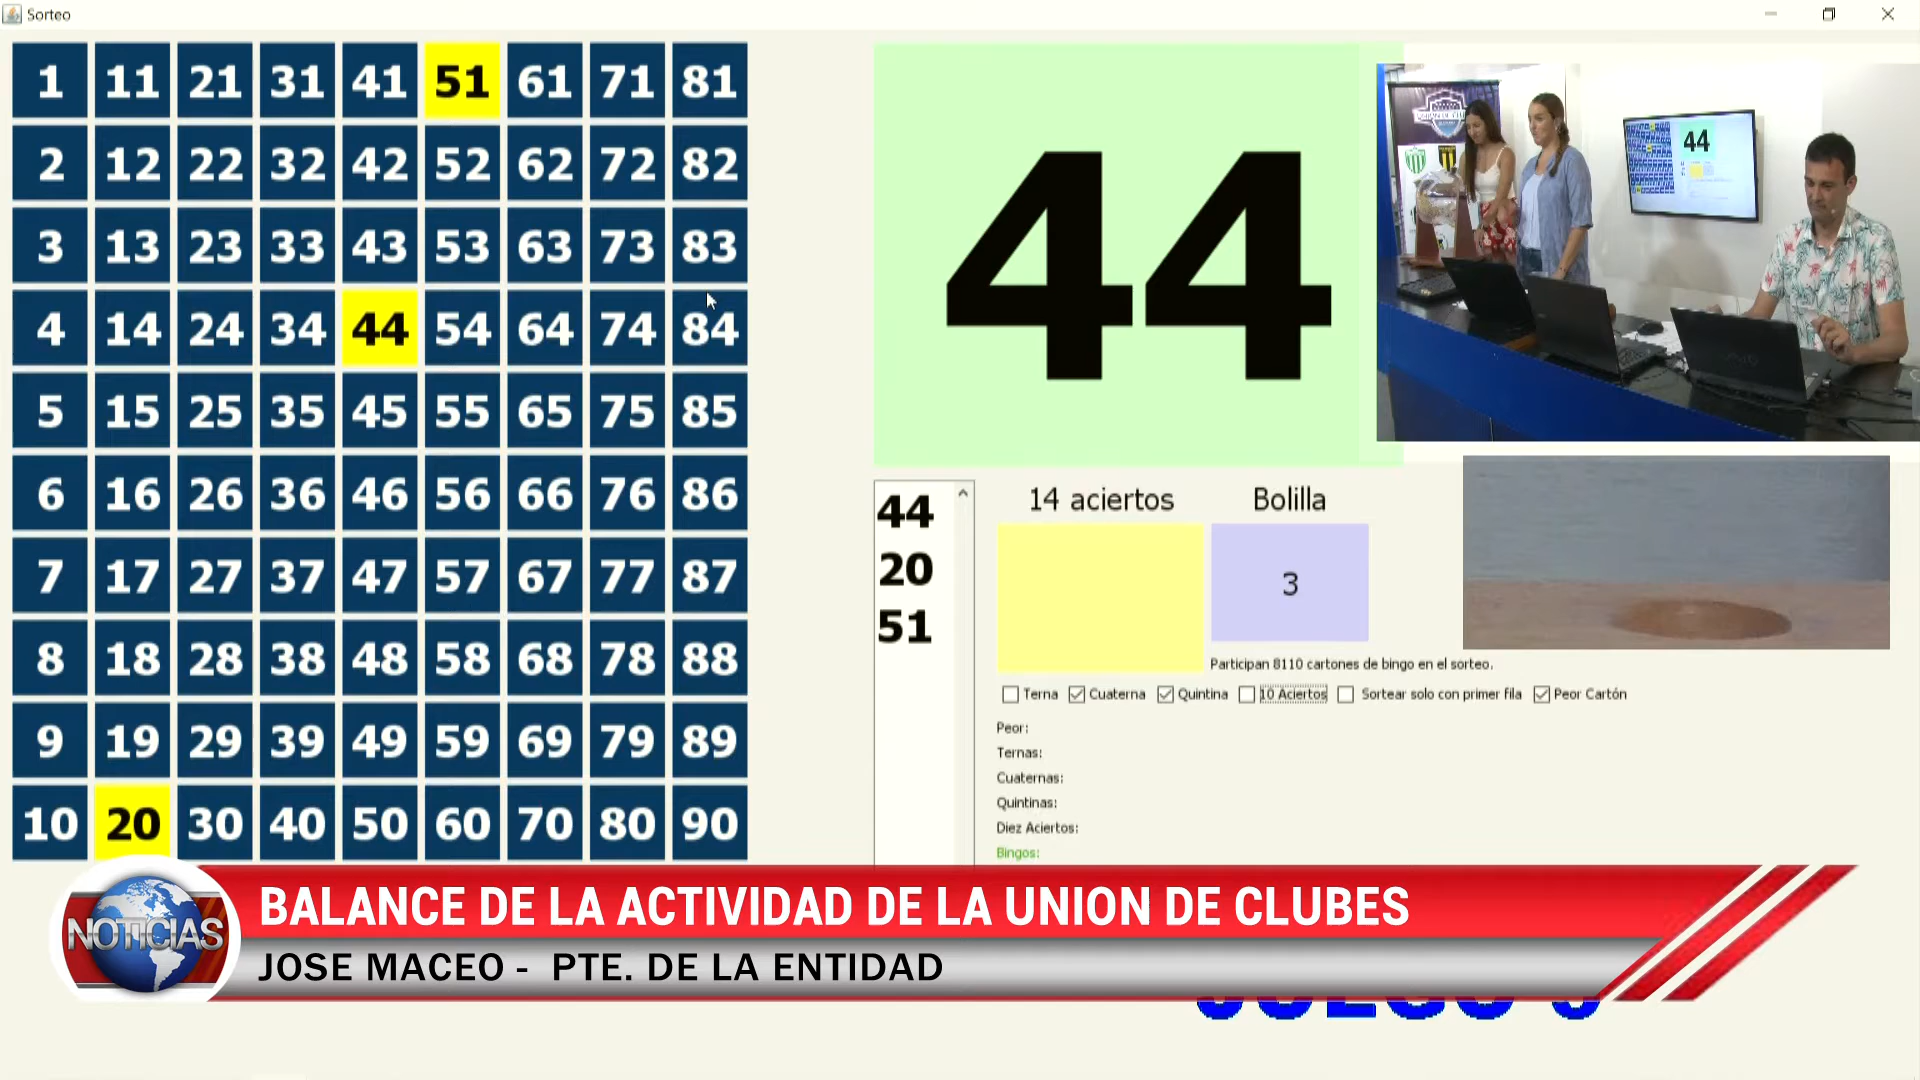 Sorteo
1 11 21 31 41 51 61 71 81
2 12 22 32 42 52 62 72 82
3 13 23 33 43 53 63 73 83
4 14 24 34 44 54 64 74 84
5 15 25 35 45 55 65 75 85
6 16 26 36 46 56 66 76 86
7 17 27 37 47 57 67 77 87
8 18 28 38 48 58 68 78 88
9 19 29 39 49 59 69 79 89
10 20 30 40 50 60 70 80 90
44
44
44
20
51
14 aciertos
Bolilla
3
Participan 8110 cartones de bingo en el sorteo.
Terna Cuaterna Quintina 10 Aciertos Sortear solo con primer fila Peor Cartón
Peor:
Ternas:
Cuaternas:
Quintinas:
Diez Aciertos:
Bingos:
NOTICIAS
BALANCE DE LA ACTIVIDAD DE LA UNION DE CLUBES
JOSE MACEO - PTE. DE LA ENTIDAD